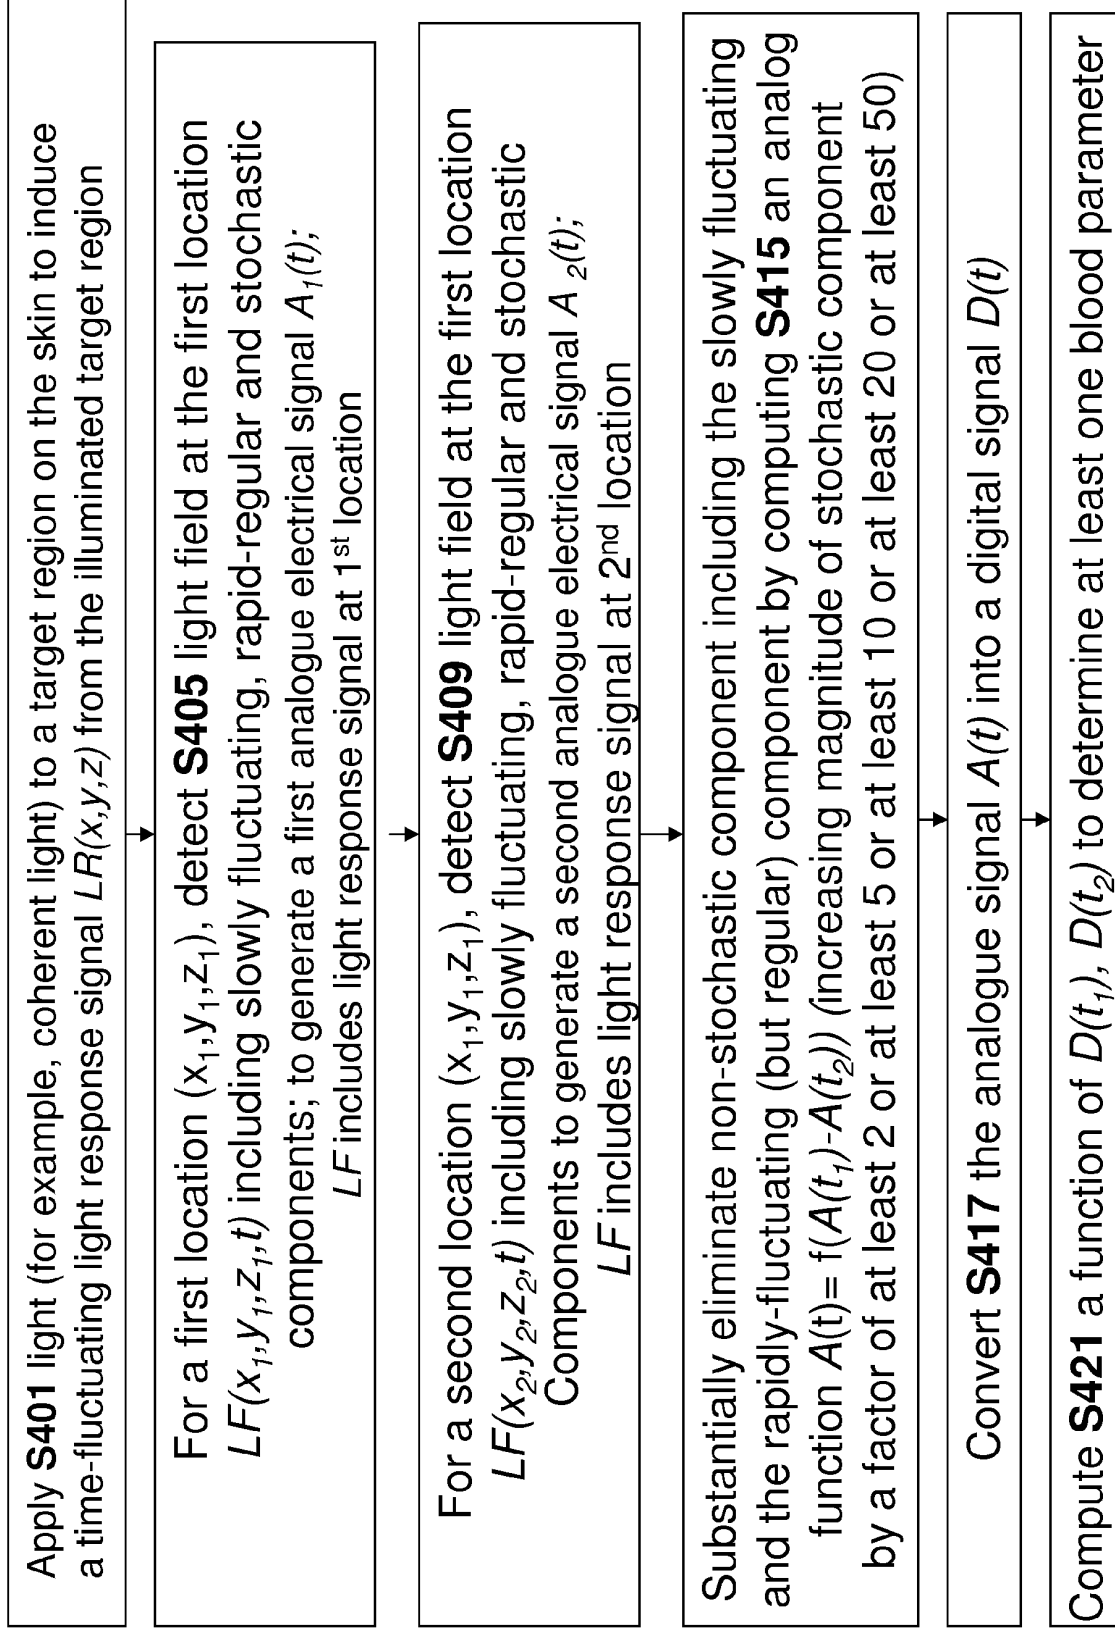 Apply S401 light (for example, coherent light) to a target region on the skin to induce
a time-fluctuating light response signal LR(x,y,z) from the illuminated target region
For a first location (x₁,y₁,z₁), detect S405 light field at the first location
LF(x₁,y₁,z₁,t) including slowly fluctuating, rapid-regular and stochastic
components; to generate a first analogue electrical signal A₁(t);
LF includes light response signal at 1st location
For a second location (x₁,y₁,z₁), detect S409 light field at the first location
LF(x₂,y₂,z₂,t) including slowly fluctuating, rapid-regular and stochastic
Components to generate a second analogue electrical signal A ₂(t);
LF includes light response signal at 2nd location
Substantially eliminate non-stochastic component including the slowly fluctuating
and the rapidly-fluctuating (but regular) component by computing S415 an analog
function A(t)= f(A(t₁)-A(t₂)) (increasing magnitude of stochastic component
by a factor of at least 2 or at least 5 or at least 10 or at least 20 or at least 50)
Convert S417 the analogue signal A(t) into a digital signal D(t)
Compute S421 a function of D(t₁), D(t₂) to determine at least one blood parameter